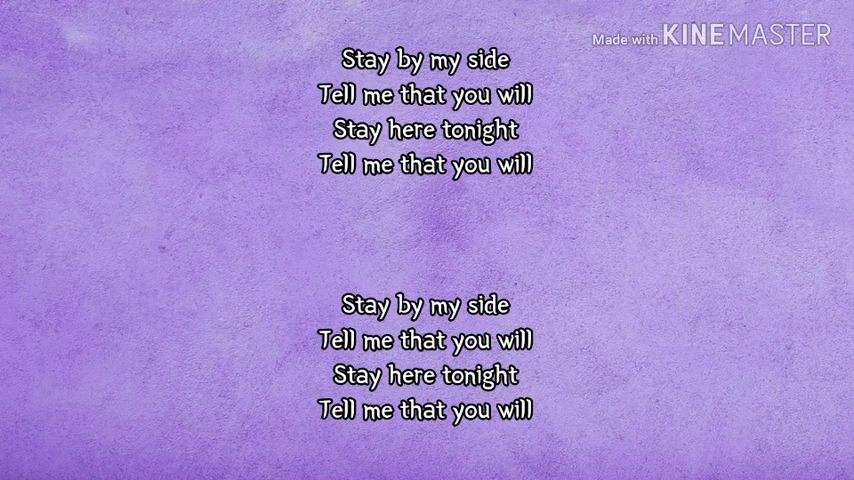 Made with KINEMASTER
Stay by my side
Tell me that you will
Stay here tonight
Tell me that you will
Stay by my side
Tell me that you will
Stay here tonight
Tell me that you will